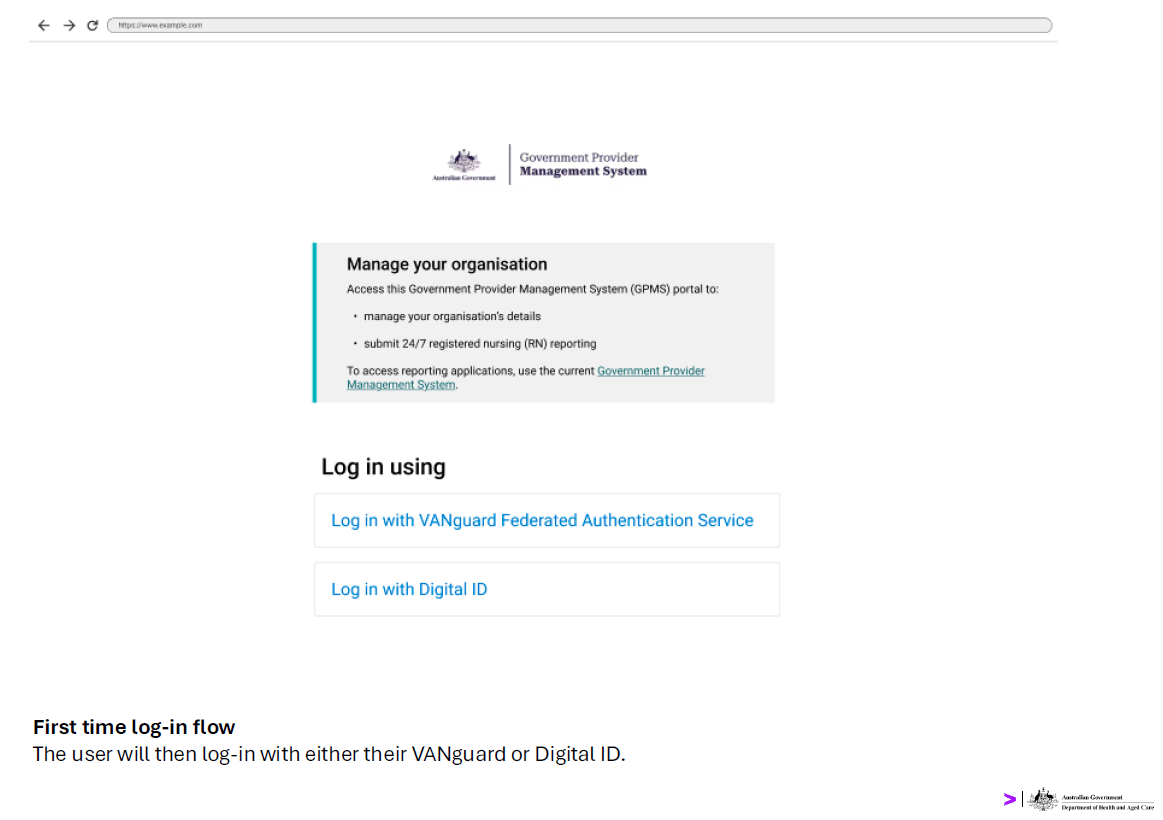 https://www.example.com
Australian Government
Government Provider
Management System
Manage your organisation
Access this Government Provider Management System (GPMS) portal to:
• manage your organisation's details
• submit 24/7 registered nursing (RN) reporting
To access reporting applications, use the current Government Provider
Management System.
Log in using
Log in with VANguard Federated Authentication Service
Log in with Digital ID
First time log-in flow
The user will then log-in with either their VANguard or Digital ID.
Australian Government
Department of Health and Aged Care